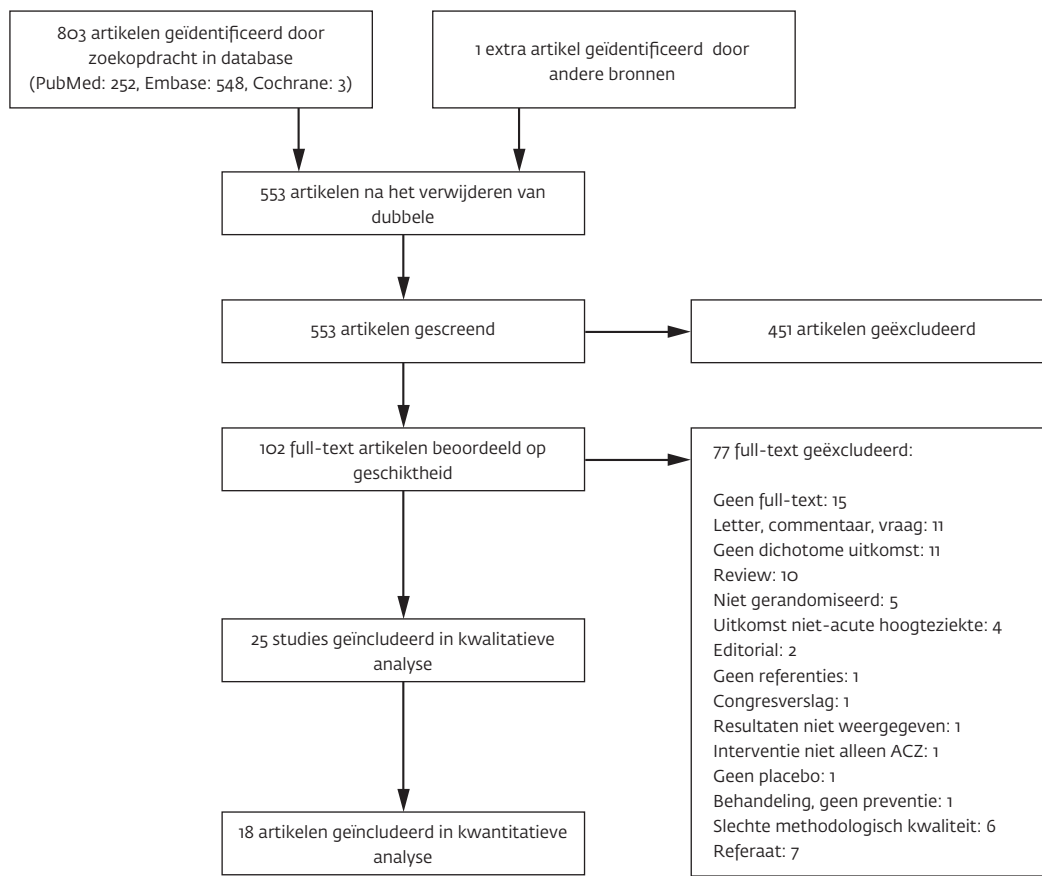 803 artikelen geïdentificeerd door
zoekopdracht in database
(PubMed: 252, Embase: 548, Cochrane: 3)
1 extra artikel geïdentificeerd door
andere bronnen
553 artikelen na het verwijderen van
dubbele
553 artikelen gescreend
451 artikelen geëxcludeerd
102 full-text artikelen beoordeeld op
geschiktheid
77 full-text geëxcludeerd:
Geen full-text: 15
Letter, commentaar, vraag: 11
Geen dichotome uitkomst: 11
Review: 10
Niet gerandomiseerd: 5
Uitkomst niet-acute hoogteziekte: 4
Editorial: 2
Geen referenties: 1
Congresverslag: 1
Resultaten niet weergegeven: 1
Interventie niet alleen ACZ: 1
Geen placebo: 1
Behandeling, geen preventie: 1
Slechte methodologisch kwaliteit: 6
Referaat: 7
25 studies geïncludeerd in kwalitatieve
analyse
18 artikelen geïncludeerd in kwantitatieve
analyse